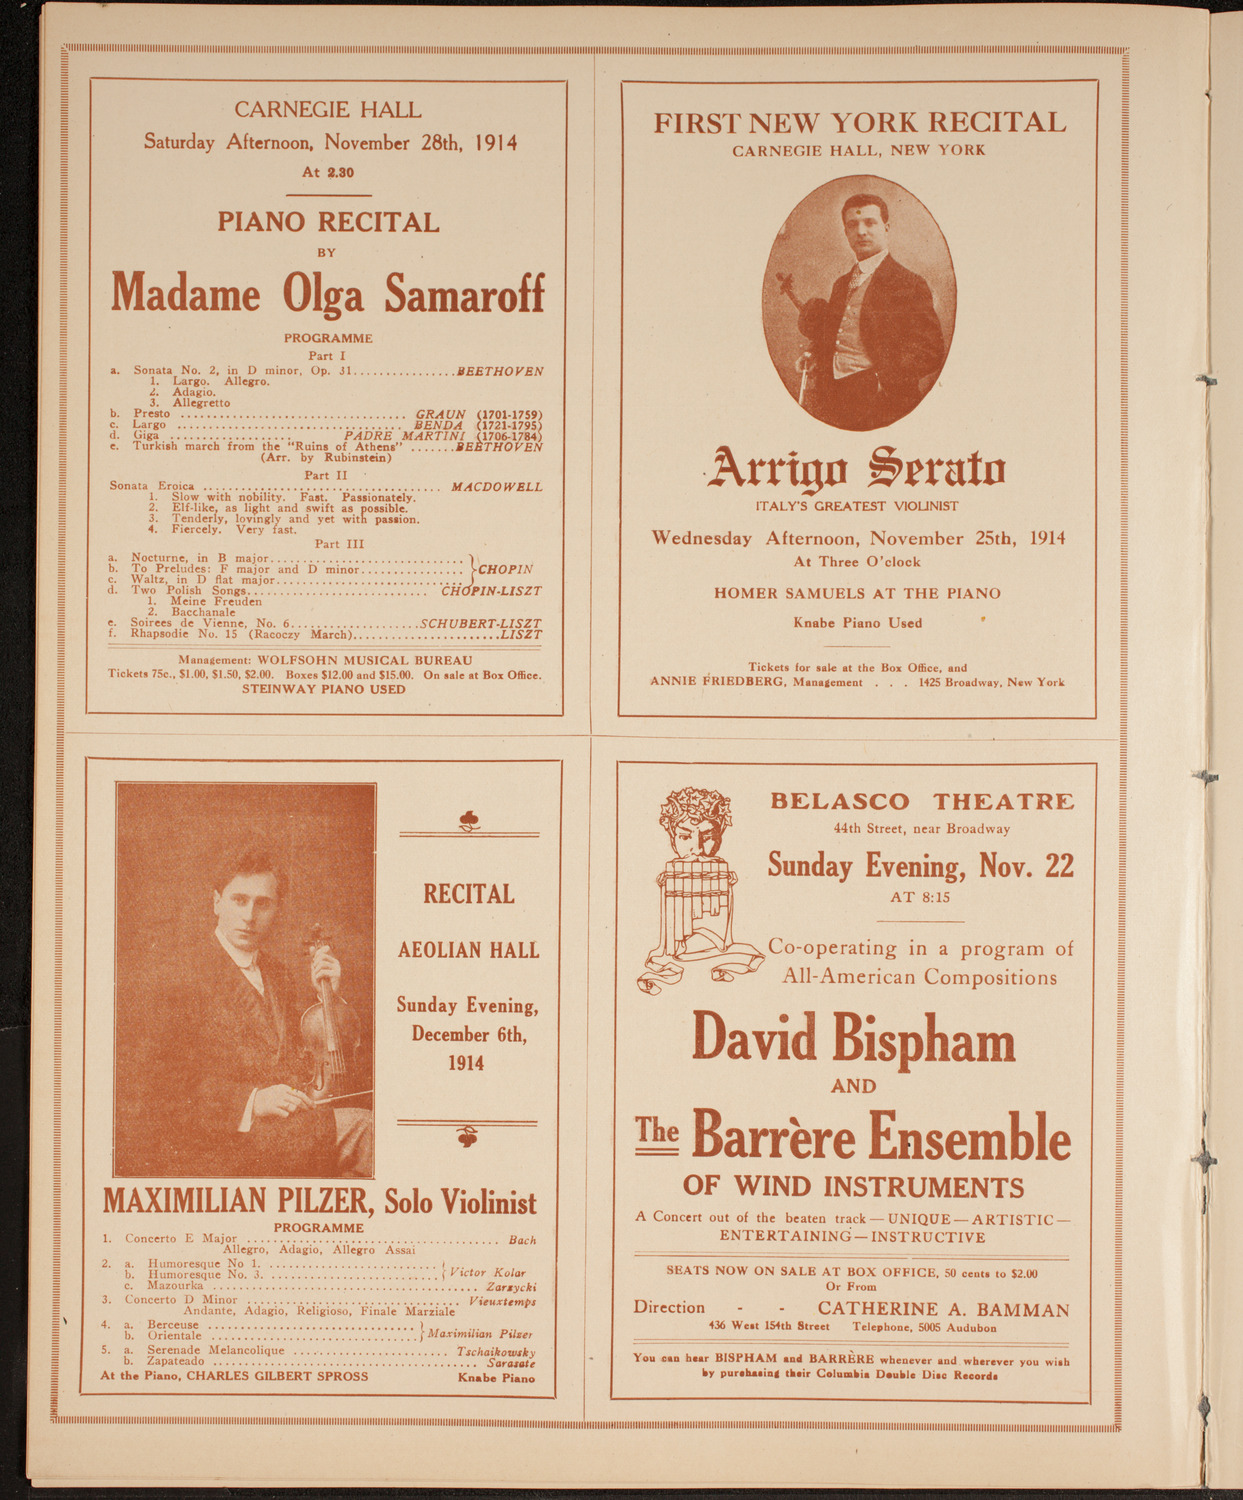 CARNEGIE HALL
Saturday Afternoon, November 28th, 1914
At 2.30
PIANO RECITAL
BY
Madame Olga Samaroff
PROGRAMME
Part I
a. Sonata No. 2, in D minor, Op. 31...............BEETHOVEN
1. Largo. Allegro.
2. Adagio.
3. Allegretto
b. Presto ................................. GRAUN (1701-1759)
c. Largo ................................. BENDA (1721-1795)
d. Giga .................. PADRE MARTINI (1706-1784)
e. Turkish march from the "Ruins of Athens" .......BEETHOVEN
(Arr. by Rubinstein)
Part II
Sonata Eroica .................................. MACDOWELL
1. Slow with nobility. Fast. Passionately.
2. Elf-like, as light and swift as possible.
3. Tenderly, lovingly and yet with passion.
4. Fiercely. Very fast.
Part III
a. Nocturne, in B major............................
b. To Preludes: F major and D minor............... }CHOPIN
c. Waltz, in D flat major...........................
d. Two Polish Songs.......................... CHOPIN-LISZT
1. Meine Freuden
2. Bacchanale
e. Soirees de Vienne, No. 6...................SCHUBERT-LISZT
f. Rhapsodie No. 15 (Racoczy March)......................LISZT
Management: WOLFSOHN MUSICAL BUREAU
Tickets 75c., $1.00, $1.50, $2.00. Boxes $12.00 and $15.00. On sale at Box Office.
STEINWAY PIANO USED
FIRST NEW YORK RECITAL
CARNEGIE HALL, NEW YORK
Arrigo Serato
ITALY'S GREATEST VIOLINIST
Wednesday Afternoon, November 25th, 1914
At Three O'clock
HOMER SAMUELS AT THE PIANO
Knabe Piano Used
Tickets for sale at the Box Office, and
ANNIE FRIEDBERG, Management . . . 1425 Broadway, New York
RECITAL
AEOLIAN HALL
Sunday Evening,
December 6th,
1914
MAXIMILIAN PILZER, Solo Violinist
PROGRAMME
1. Concerto E Major .................................... Bach
Allegro, Adagio, Allegro Assai
2. a. Humoresque No 1. ........................
b. Humoresque No. 3. ........................{Victor Kolar
c. Mazourka ....................................... Zarzycki
3. Concerto D Minor ............................... Vieuxtemps
Andante, Adagio, Religioso, Finale Marziale
4. a. Berceuse ..............................
b. Orientale .............................}Maximilian Pilzer
5. a. Serenade Melancolique ...................... Tschaikowsky
b. Zapateado ....................................... Sarasate
At the Piano, CHARLES GILBERT SPROSS Knabe Piano
BELASCO THEATRE
44th Street, near Broadway
Sunday Evening, Nov. 22
AT 8:15
Co-operating in a program of
All-American Compositions
David Bispham
AND
The Barrère Ensemble
OF WIND INSTRUMENTS
A Concert out of the beaten track—UNIQUE—ARTISTIC—
ENTERTAINING—INSTRUCTIVE
SEATS NOW ON SALE AT BOX OFFICE, 50 cents to $2.00
Or From
Direction - - CATHERINE A. BAMMAN
436 West 154th Street Telephone, 5005 Audubon
You can hear BISPHAM and BARRÈRE whenever and wherever you wish
by purchasing their Columbia Double Disc Records